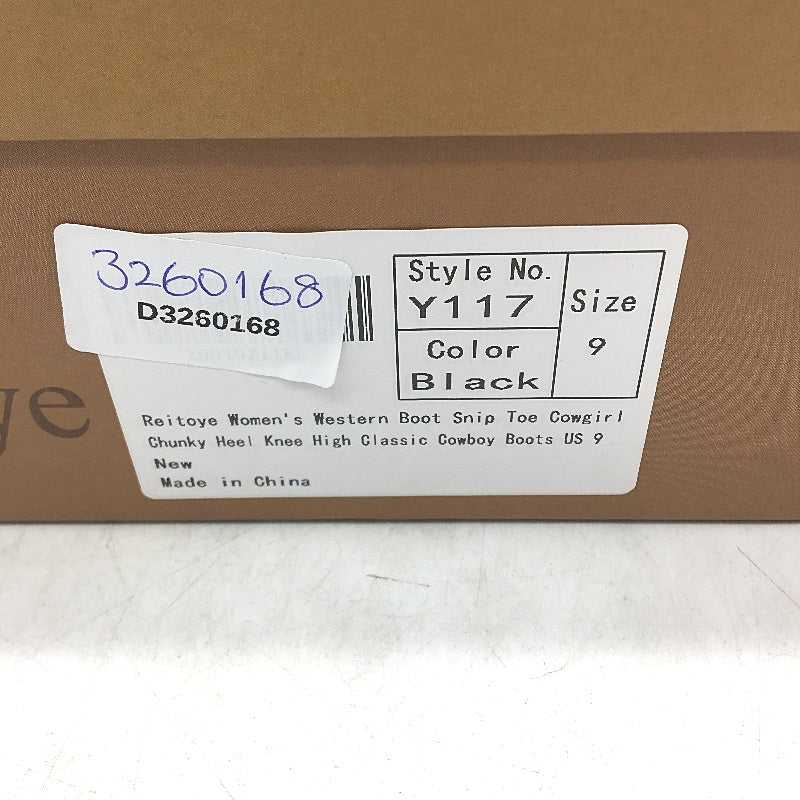 3260168
D3260168
Style No.
Y117
Size
9
Color
Black
ye
Reitoye Women's Western Boot Snip Toe Cowgirl
Chunky Heel Knee High Classic Cowboy Boots US 9
New
Made in China